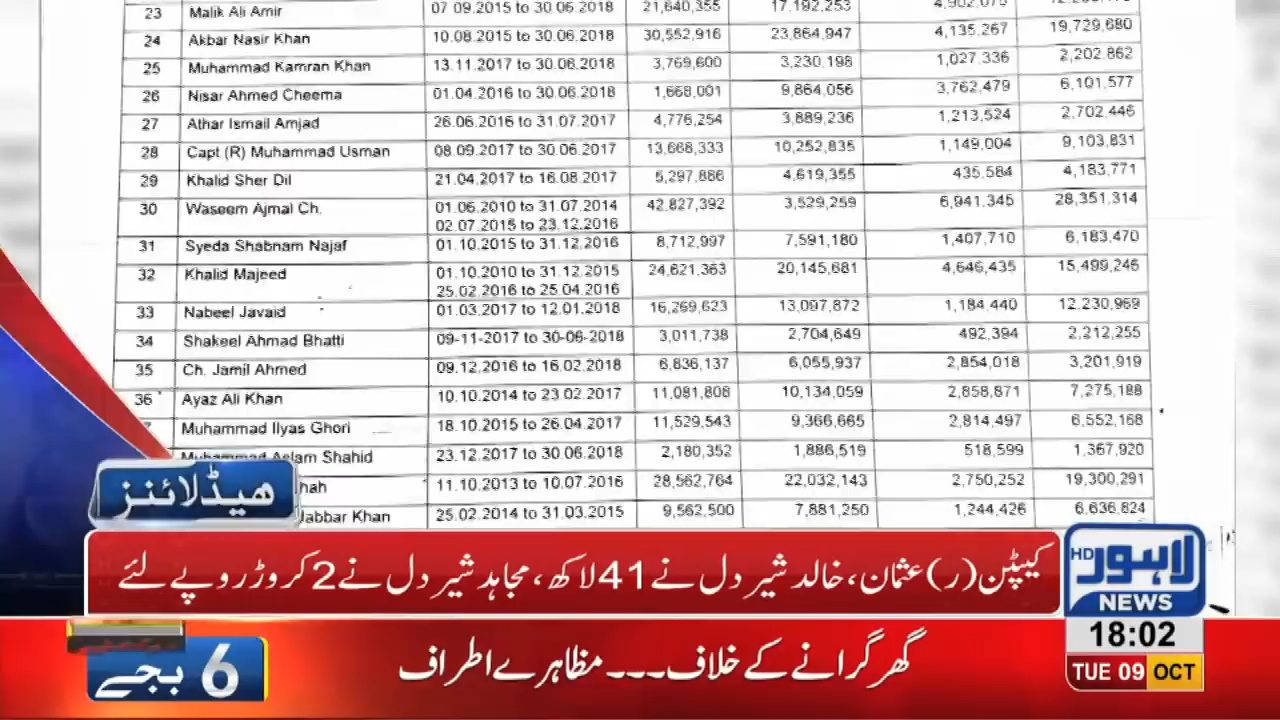 23 Malik Ali Amir 07 09.2015 to 30.06.2018 21,640,355 17,192,253
24 Akbar Nasir Khan 10.08.2015 to 30.06.2018 30,552,916 23,864,947 4,135,267 19,729,680
25 Muhammad Kamran Khan 13.11.2017 to 30.06.2018 3,769,600 3,230,198 1,027,336 2,202,862
26 Nisar Ahmed Cheema 01.04.2016 to 30.06.2018 1,668,001 9,864,056 3,762,479 6,101,577
27 Athar Ismail Amjad 26.06.2016 to 31.07.2017 4,776,254 3,889,236 1,213,524 2,702,446
28 Capt (R) Muhammad Usman 08.09.2017 to 30.06.2017 13,668,333 10,252,835 1,149,004 9,103,831
29 Khalid Sher Dil 21.04.2017 to 16.08.2017 5,297,886 4,619,355 435,584 4,183,771
30 Waseem Ajmal Ch. 01.06.2010 to 31.07.2014 42,827,392 3,529,259 6,941,345 28,351,314
02.07.2015 to 23.12.2016
31 Syeda Shabnam Najaf 01.10.2015 to 31.12.2016 8,712,997 7,591,180 1,407,710 6,183,470
32 Khalid Majeed 01.10.2010 to 31.12.2015 24,621,363 20,145,681 4,646,435 15,499,246
25.02.2016 to 25.04.2016
33 Nabeel Javaid 01.03.2017 to 12.01.2018 16,269,623 13,097,872 1,184,440 12,230,969
34 Shakeel Ahmad Bhatti 09-11-2017 to 30-06-2018 3,011,738 2,704,649 492,394 2,212,255
35 Ch. Jamil Ahmed 09.12.2016 to 16.02.2018 6,836,137 6,055,937 2,854,018 3,201,919
36 Ayaz Ali Khan 10.10.2014 to 23.02.2017 11,081,808 10,134,059 2,858,871 7,275,188
7 Muhammad Ilyas Ghori 18.10.2015 to 26.04.2017 11,529,543 9,366,665 2,814,497 6,552,168
Muhammad Aslam Shahid 23.12.2017 to 30.06.2018 2,180,352 1,886,519 518,599 1,367,920
hah 11.10.2013 to 10.07.2016 28,562,764 22,032,143 2,750,252 19,300,291
Jabbar Khan 25.02.2014 to 31.03.2015 9,562,500 7,881,250 1,244,426 6,636,824
ہیڈلائنز
کیپٹن (ر) عثمان، خالد شیر دل نے 41 لاکھ، مجاہد شیر دل نے 2 کروڑ روپے لئے
لاہور HD
NEWS
18:02
TUE 09 OCT
گھر گرانے کے خلاف۔۔۔ مظاہرے اطراف
6 بجے